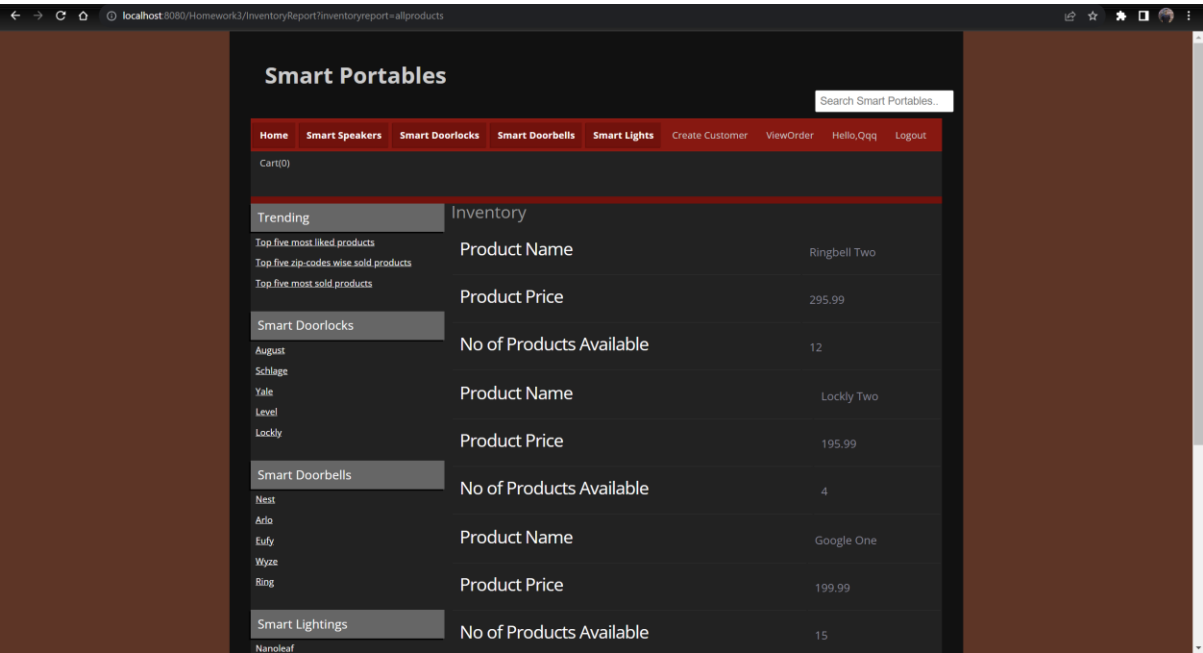 localhost:8080/Homework3/InventoryReport?inventoryreport=allproducts
Smart Portables
Search Smart Portables..
Home Smart Speakers Smart Doorlocks Smart Doorbells Smart Lights Create Customer ViewOrder Hello,Qqq Logout
Cart(0)
Trending
Top five most liked products
Top five zip-codes wise sold products
Top five most sold products
Smart Doorlocks
August
Schlage
Yale
Level
Lockly
Smart Doorbells
Nest
Arlo
Eufy
Wyze
Ring
Smart Lightings
Nanoleaf
Inventory
Product Name Ringbell Two
Product Price 295.99
No of Products Available 12
Product Name Lockly Two
Product Price 195.99
No of Products Available 4
Product Name Google One
Product Price 199.99
No of Products Available 15